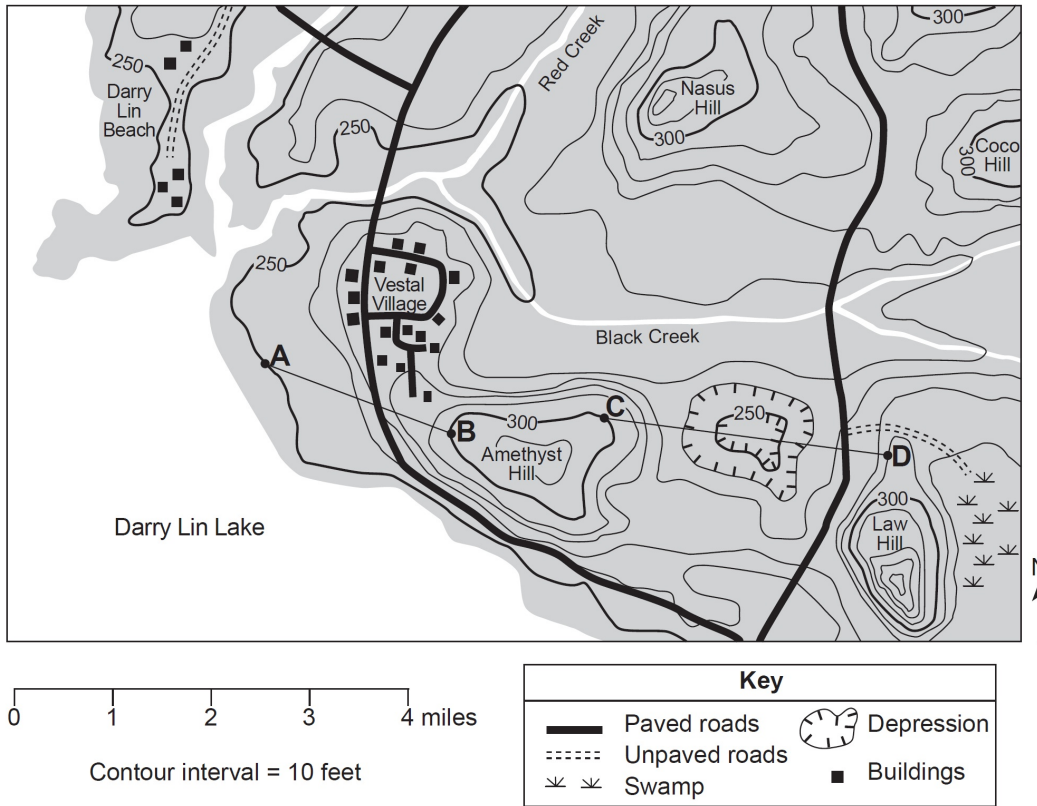 300
Red Creek
250
Darry Lin
Beach
Nasus
Hill
300
250
Coco
Hill
300
250
Vestal
Village
Black Creek
A
B
300
C
Amethyst
Hill
250
D
300
Law
Hill
Darry Lin Lake
N
0 1 2 3 4 miles
Contour interval = 10 feet
Key
Paved roads
Depression
Unpaved roads
Swamp
Buildings